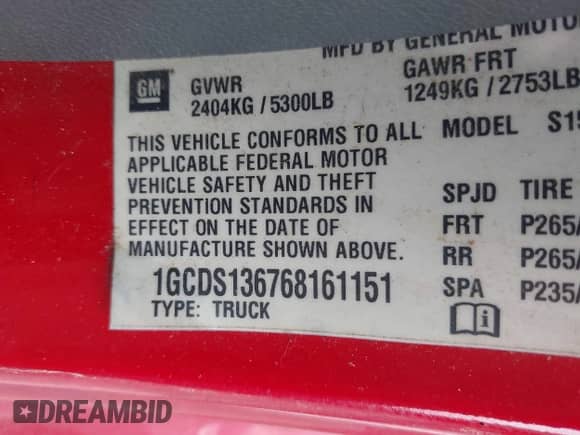 MFD BY GENERAL MOTO
GM GVWR GAWR FRT
2404KG / 5300LB 1249KG / 2753LB
THIS VEHICLE CONFORMS TO ALL MODEL
APPLICABLE FEDERAL MOTOR
VEHICLE SAFETY AND THEFT SPJD TIRE
PREVENTION STANDARDS IN
EFFECT ON THE DATE OF FRT P265/
MANUFACTURE SHOWN ABOVE. RR P265/
1GCDS136768161151 SPA P235/
TYPE: TRUCK
DREAMBID